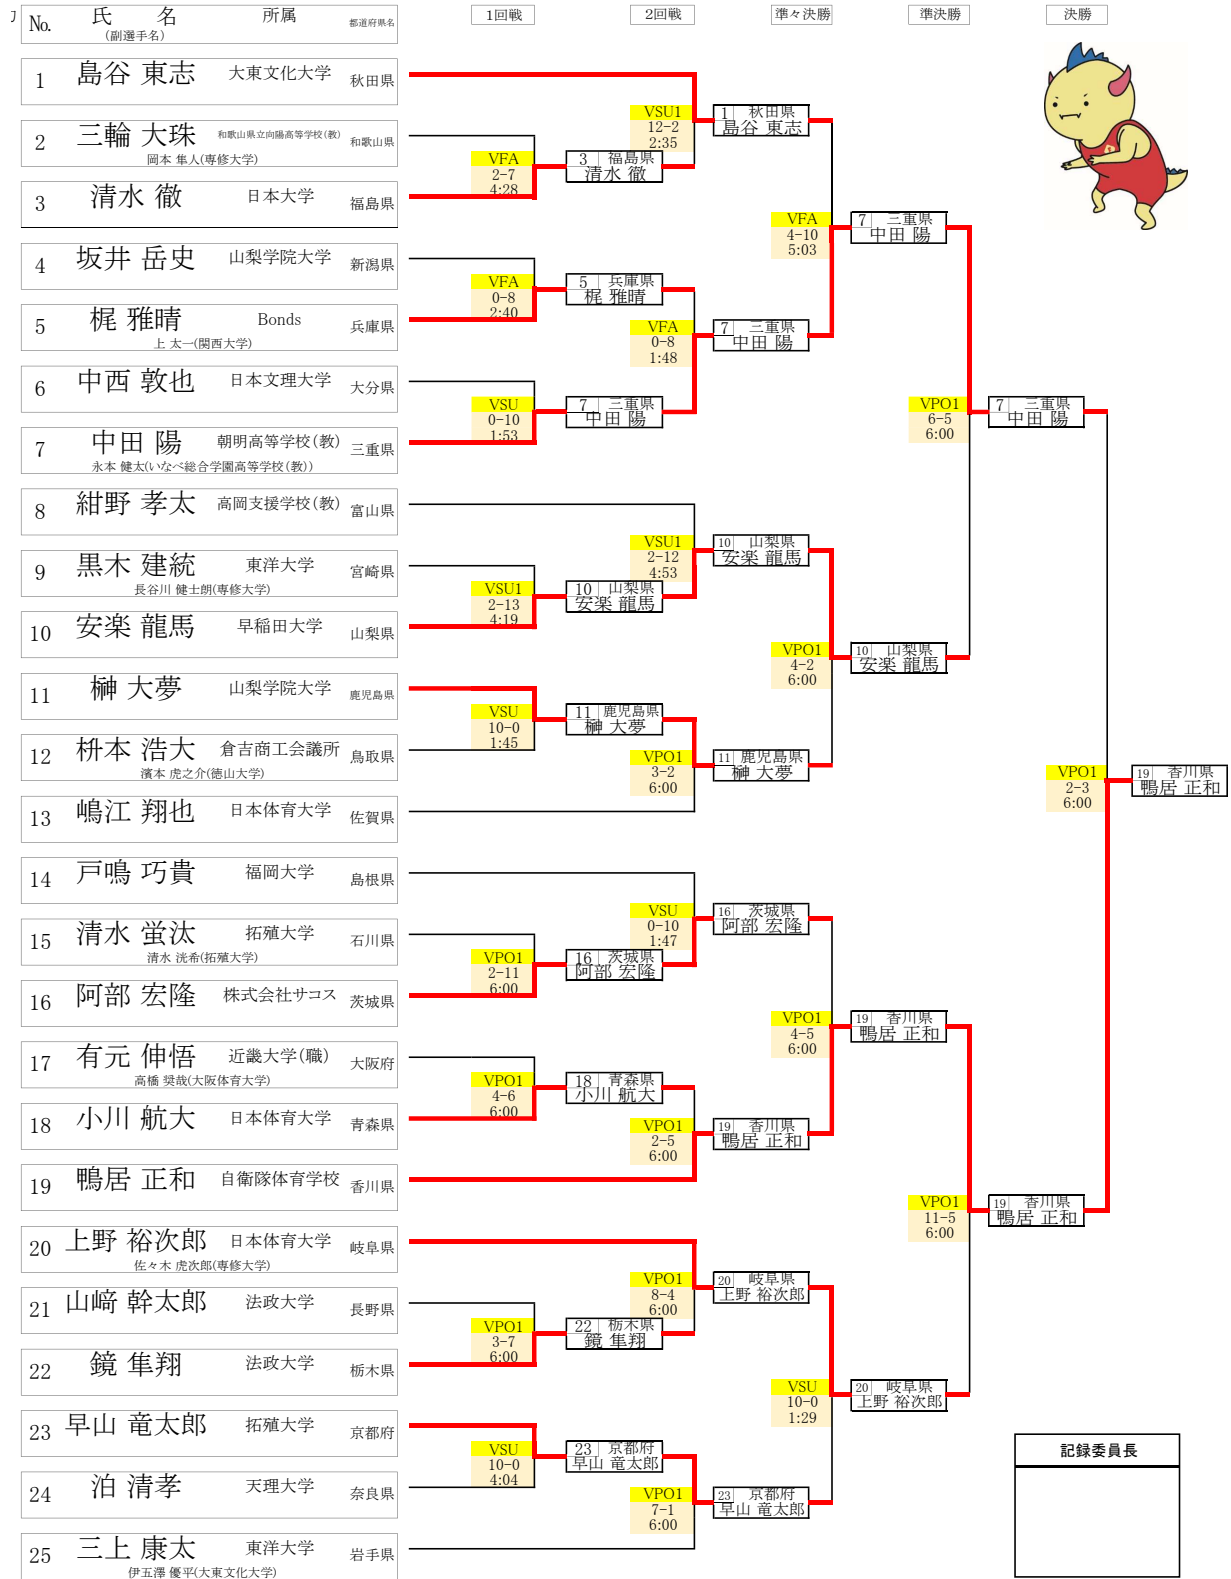 No. 氏 名 所属 都道府県名 1回戦 2回戦 準々決勝 準決勝 決勝
(副選手名)
1 島谷 東志 大東文化大学 秋田県
2 三輪 大珠 和歌山県立向陽高等学校(教) 和歌山県
岡本 隼人(専修大学)
3 清水 徹 日本大学 福島県
4 坂井 岳史 山梨学院大学 新潟県
5 梶 雅晴 Bonds 兵庫県
上 太一(関西大学)
6 中西 敦也 日本文理大学 大分県
7 中田 陽 朝明高等学校(教) 三重県
永本 健太(いなべ総合学園高等学校(教))
8 紺野 孝太 高岡支援学校(教) 富山県
9 黒木 建統 東洋大学 宮崎県
長谷川 健士朗(専修大学)
10 安楽 龍馬 早稲田大学 山梨県
11 榊 大夢 山梨学院大学 鹿児島県
12 枡本 浩大 倉吉商工会議所 鳥取県
濱本 虎之介(徳山大学)
13 嶋江 翔也 日本体育大学 佐賀県
14 戸鳴 巧貴 福岡大学 島根県
15 清水 蛍汰 拓殖大学 石川県
清水 洸希(拓殖大学)
16 阿部 宏隆 株式会社サコス 茨城県
17 有元 伸悟 近畿大学(職) 大阪府
高橋 奨哉(大阪体育大学)
18 小川 航大 日本体育大学 青森県
19 鴨居 正和 自衛隊体育学校 香川県
20 上野 裕次郎 日本体育大学 岐阜県
佐々木 虎次郎(専修大学)
21 山﨑 幹太郎 法政大学 長野県
22 鏡 隼翔 法政大学 栃木県
23 早山 竜太郎 拓殖大学 京都府
24 泊 清孝 天理大学 奈良県
25 三上 康太 東洋大学 岩手県
伊五澤 優平(大東文化大学)
VFA
2-7
4:28
3 福島県
清水 徹
VFA
0-8
2:40
5 兵庫県
梶 雅晴
VSU
0-10
1:53
7 三重県
中田 陽
VSU1
2-13
4:19
10 山梨県
安楽 龍馬
VSU
10-0
1:45
11 鹿児島県
榊 大夢
VPO1
2-11
6:00
16 茨城県
阿部 宏隆
VPO1
4-6
6:00
18 青森県
小川 航大
VPO1
3-7
6:00
22 栃木県
鏡 隼翔
VSU
10-0
4:04
23 京都府
早山 竜太郎
VSU1
12-2
2:35
1 秋田県
島谷 東志
VFA
0-8
1:48
7 三重県
中田 陽
VSU1
2-12
4:53
10 山梨県
安楽 龍馬
VPO1
3-2
6:00
11 鹿児島県
榊 大夢
VSU
0-10
1:47
16 茨城県
阿部 宏隆
VPO1
2-5
6:00
19 香川県
鴨居 正和
VPO1
8-4
6:00
20 岐阜県
上野 裕次郎
VPO1
7-1
6:00
23 京都府
早山 竜太郎
VFA
4-10
5:03
7 三重県
中田 陽
VPO1
4-2
6:00
10 山梨県
安楽 龍馬
VPO1
4-5
6:00
19 香川県
鴨居 正和
VSU
10-0
1:29
20 岐阜県
上野 裕次郎
VPO1
6-5
6:00
7 三重県
中田 陽
VPO1
11-5
6:00
19 香川県
鴨居 正和
VPO1
2-3
6:00
19 香川県
鴨居 正和
記録委員長